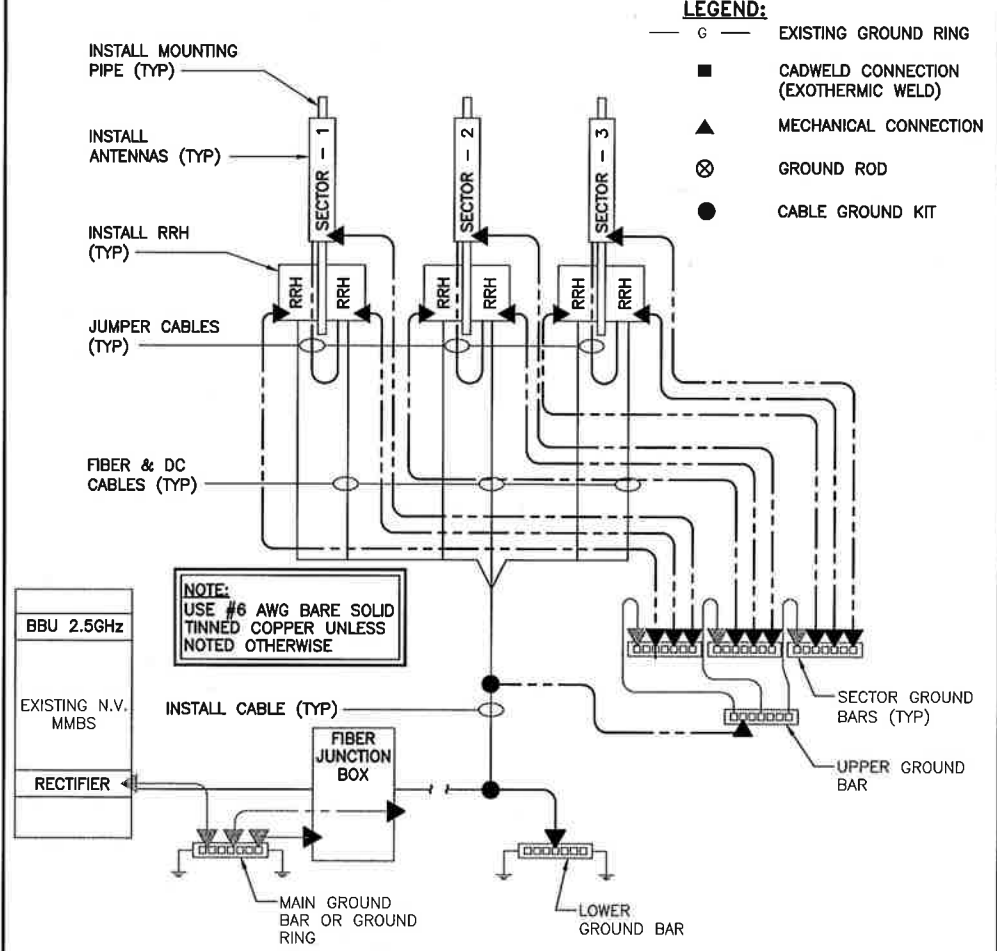 LEGEND:
— G — EXISTING GROUND RING
CADWELD CONNECTION
(EXOTHERMIC WELD)
MECHANICAL CONNECTION
GROUND ROD
CABLE GROUND KIT
INSTALL MOUNTING
PIPE (TYP)
INSTALL
ANTENNAS (TYP)
INSTALL RRH
(TYP)
JUMPER CABLES
(TYP)
FIBER & DC
CABLES (TYP)
SECTOR - 1
SECTOR - 2
SECTOR - 3
RRH
RRH
RRH
RRH
RRH
RRH
NOTE:
USE #6 AWG BARE SOLID
TINNED COPPER UNLESS
NOTED OTHERWISE
BBU 2.5GHz
EXISTING N.V.
MMBS
RECTIFIER
INSTALL CABLE (TYP)
FIBER
JUNCTION
BOX
SECTOR GROUND
BARS (TYP)
UPPER GROUND
BAR
MAIN GROUND
BAR OR GROUND
RING
LOWER
GROUND BAR